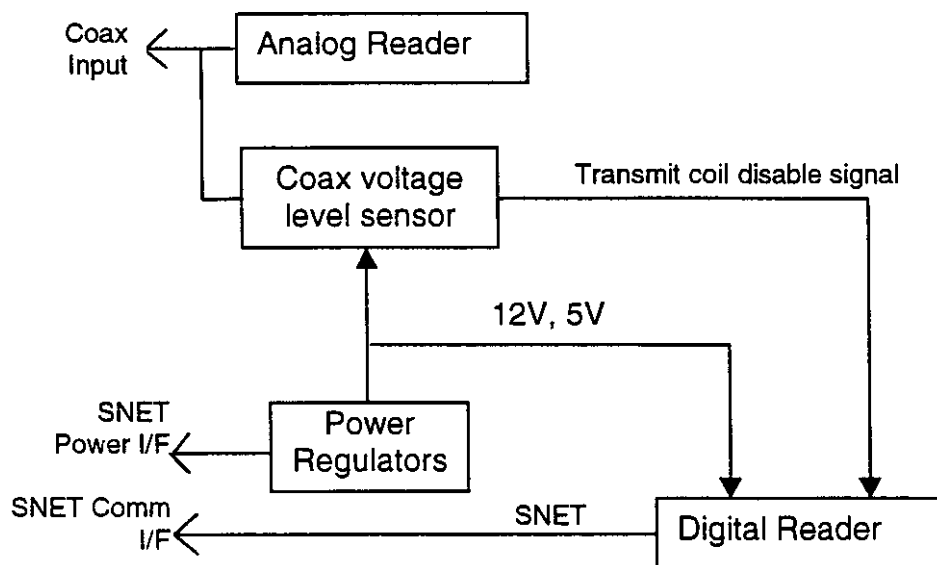 Coax
Input
Analog Reader
Coax voltage
level sensor
Transmit coil disable signal
12V, 5V
SNET
Power I/F
Power
Regulators
SNET Comm
I/F
SNET
Digital Reader